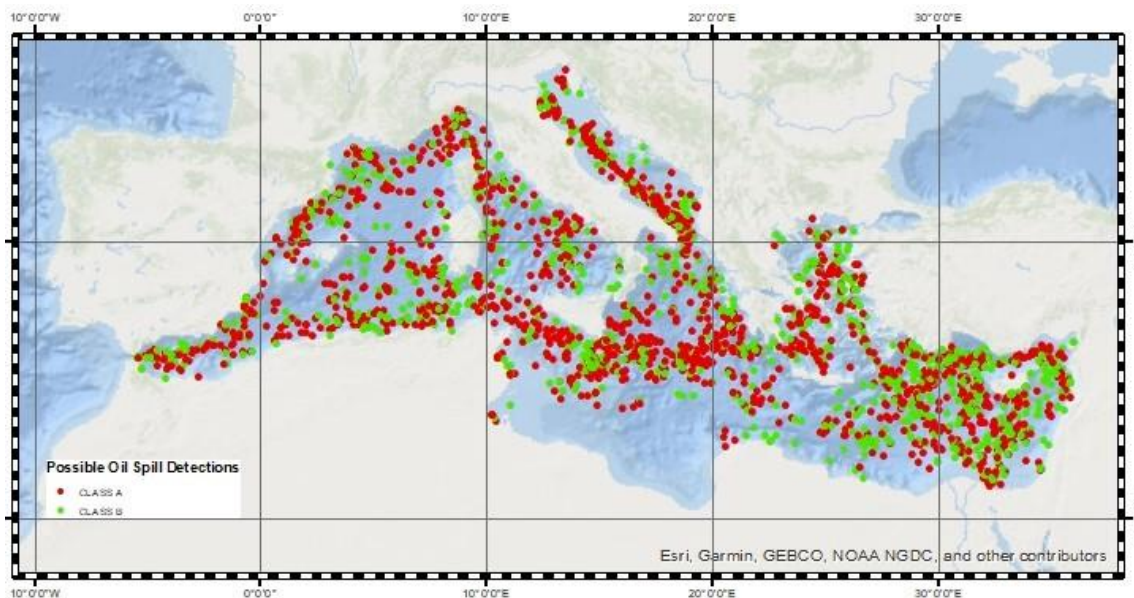 10°0'0"W 0°0'0" 10°0'0"E 20°0'0"E 30°0'0"E
Possible Oil Spill Detections
CLASS A
CLASS B
Esri, Garmin, GEBCO, NOAA NGDC, and other contributors
10°0'0"W 0°0'0" 10°0'0"E 20°0'0"E 30°0'0"E